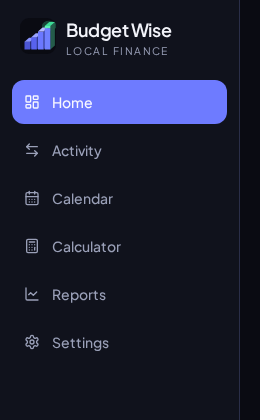 BudgetWise
LOCAL FINANCE
Home
Activity
Calendar
Calculator
Reports
Settings